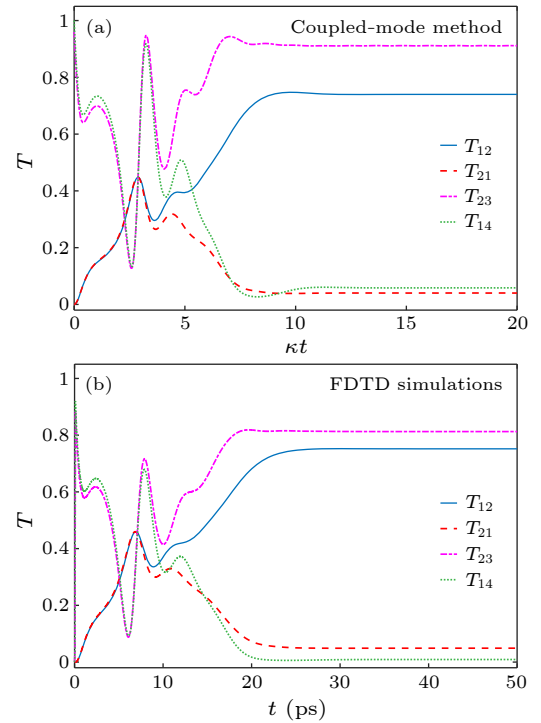 (a) Coupled-mode method
1
0.8
0.6
0.4
0.2
0
T
T12
T21
T23
T14
0 5 10 15 20
κt
(b) FDTD simulations
1
0.8
0.6
0.4
0.2
0
T
T12
T21
T23
T14
0 10 20 30 40 50
t (ps)